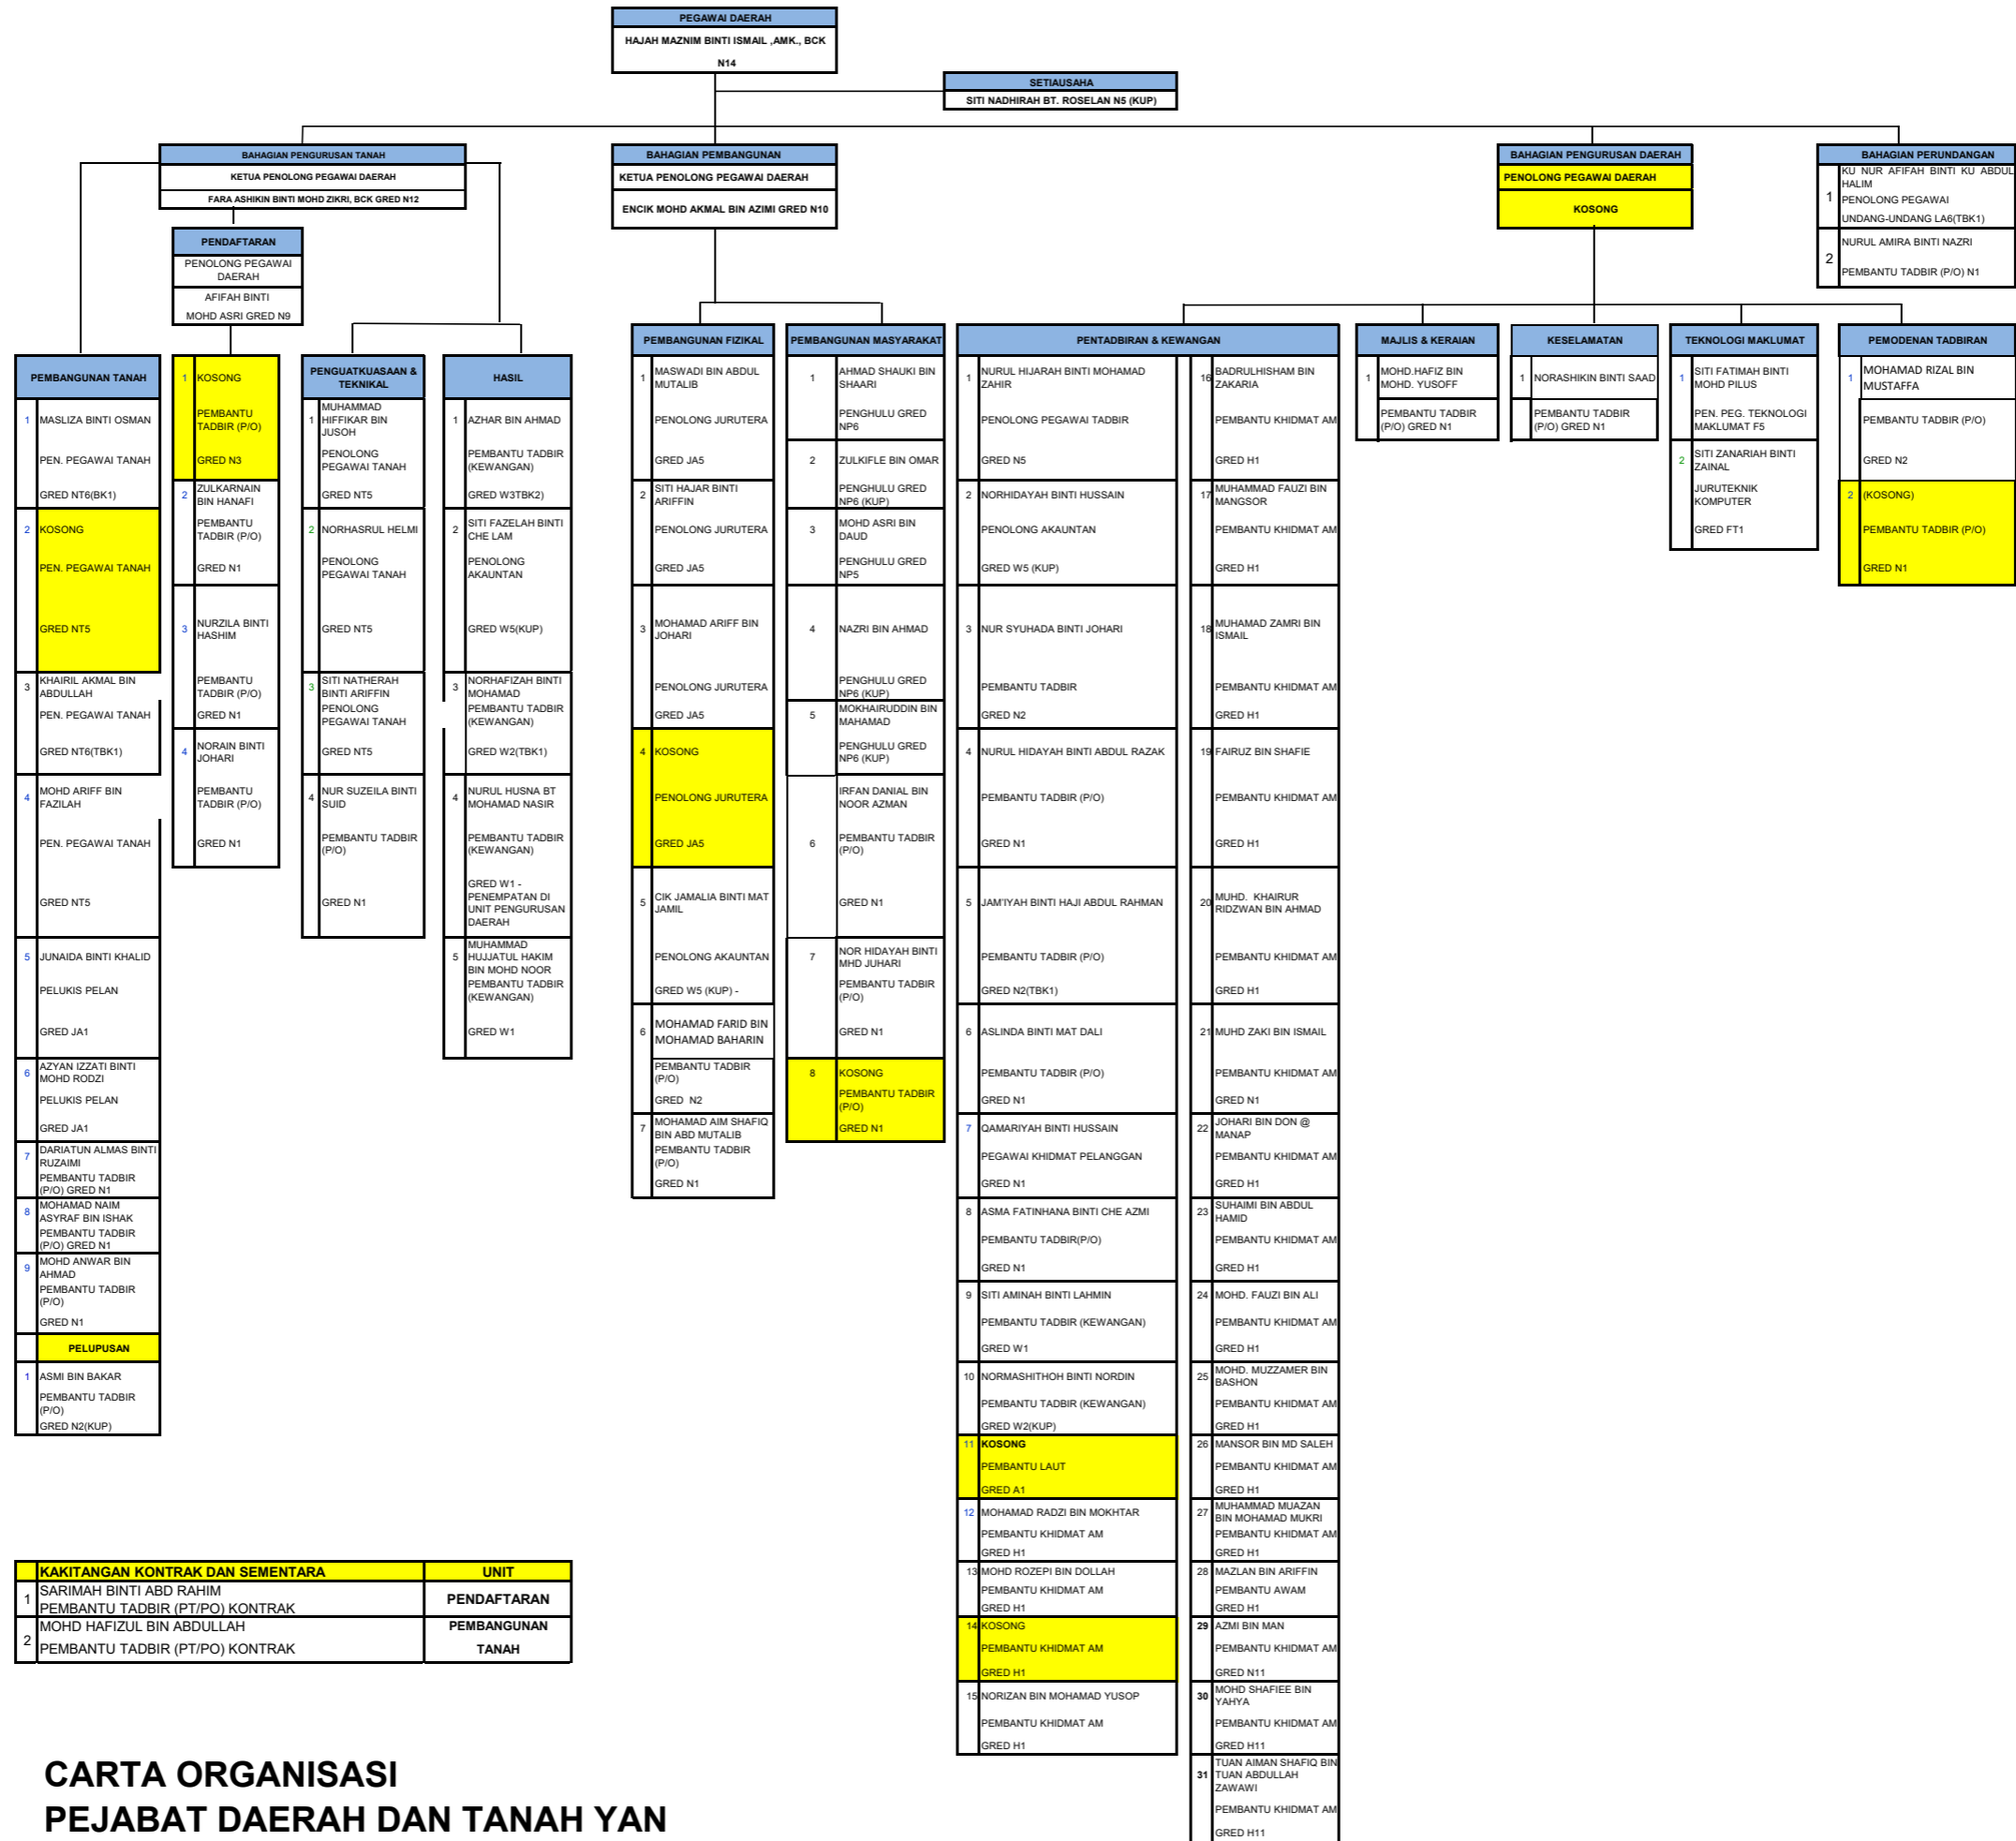 PEGAWAI DAERAH
HAJAH MAZNIM BINTI ISMAIL ,AMK., BCK
N14
SETIAUSAHA
SITI NADHIRAH BT. ROSELAN N5 (KUP)
BAHAGIAN PENGURUSAN TANAH
KETUA PENOLONG PEGAWAI DAERAH
FARA ASHIKIN BINTI MOHD ZIKRI, BCK GRED N12
BAHAGIAN PEMBANGUNAN
KETUA PENOLONG PEGAWAI DAERAH
ENCIK MOHD AKMAL BIN AZIMI GRED N10
BAHAGIAN PENGURUSAN DAERAH
PENOLONG PEGAWAI DAERAH
KOSONG
BAHAGIAN PERUNDANGAN
1
KU NUR AFIFAH BINTI KU ABDUL
HALIM
PENOLONG PEGAWAI
UNDANG-UNDANG LA6(TBK1)
2
NURUL AMIRA BINTI NAZRI
PEMBANTU TADBIR (P/O) N1
PENDAFTARAN
PENOLONG PEGAWAI
DAERAH
AFIFAH BINTI
MOHD ASRI GRED N9
PEMBANGUNAN TANAH
1 MASLIZA BINTI OSMAN
PEN. PEGAWAI TANAH
GRED NT6(BK1)
2 KOSONG
PEN. PEGAWAI TANAH
GRED NT5
3 KHAIRIL AKMAL BIN
ABDULLAH
PEN. PEGAWAI TANAH
GRED NT6(TBK1)
4 MOHD ARIFF BIN
FAZILAH
PEN. PEGAWAI TANAH
GRED NT5
5 JUNAIDA BINTI KHALID
PELUKIS PELAN
GRED JA1
6 AZYAN IZZATI BINTI
MOHD RODZI
PELUKIS PELAN
GRED JA1
7 DARIATUN ALMAS BINTI
RUZAIMI
PEMBANTU TADBIR
(P/O) GRED N1
8 MOHAMAD NAIM
ASYRAF BIN ISHAK
PEMBANTU TADBIR
(P/O) GRED N1
9 MOHD ANWAR BIN
AHMAD
PEMBANTU TADBIR
(P/O)
GRED N1
PELUPUSAN
1 ASMI BIN BAKAR
PEMBANTU TADBIR
(P/O)
GRED N2(KUP)
1 KOSONG
PEMBANTU
TADBIR (P/O)
GRED N3
2 ZULKARNAIN
BIN HANAFI
PEMBANTU
TADBIR (P/O)
GRED N1
3 NURZILA BINTI
HASHIM
PEMBANTU
TADBIR (P/O)
GRED N1
4 NORAIN BINTI
JOHARI
PEMBANTU
TADBIR (P/O)
GRED N1
PENGUATKUASAAN &
TEKNIKAL
1 MUHAMMAD
HIFFIKAR BIN
JUSOH
PENOLONG
PEGAWAI TANAH
GRED NT5
2 NORHASRUL HELMI
PENOLONG
PEGAWAI TANAH
GRED NT5
3 SITI NATHERAH
BINTI ARIFFIN
PENOLONG
PEGAWAI TANAH
GRED NT5
4 NUR SUZEILA BINTI
SUID
PEMBANTU TADBIR
(P/O)
GRED N1
HASIL
1 AZHAR BIN AHMAD
PEMBANTU TADBIR
(KEWANGAN)
GRED W3TBK2)
2 SITI FAZELAH BINTI
CHE LAM
PENOLONG
AKAUNTAN
GRED W5(KUP)
3 NORHAFIZAH BINTI
MOHAMAD
PEMBANTU TADBIR
(KEWANGAN)
GRED W2(TBK1)
4 NURUL HUSNA BT
MOHAMAD NASIR
PEMBANTU TADBIR
(KEWANGAN)
GRED W1 -
PENEMPATAN DI
UNIT PENGURUSAN
DAERAH
5 MUHAMMAD
HUJJATUL HAKIM
BIN MOHD NOOR
PEMBANTU TADBIR
(KEWANGAN)
GRED W1
PEMBANGUNAN FIZIKAL
1 MASWADI BIN ABDUL
MUTALIB
PENOLONG JURUTERA
GRED JA5
2 SITI HAJAR BINTI
ARIFFIN
PENOLONG JURUTERA
GRED JA5
3 MOHAMAD ARIFF BIN
JOHARI
PENOLONG JURUTERA
GRED JA5
4 KOSONG
PENOLONG JURUTERA
GRED JA5
5 CIK JAMALIA BINTI MAT
JAMIL
PENOLONG AKAUNTAN
GRED W5 (KUP) -
6 MOHAMAD FARID BIN
MOHAMAD BAHARIN
PEMBANTU TADBIR
(P/O)
GRED N2
7 MOHAMAD AIM SHAFIQ
BIN ABD MUTALIB
PEMBANTU TADBIR
(P/O)
GRED N1
PEMBANGUNAN MASYARAKAT
1 AHMAD SHAUKI BIN
SHAARI
PENGHULU GRED
NP6
2 ZULKIFLE BIN OMAR
PENGHULU GRED
NP6 (KUP)
3 MOHD ASRI BIN
DAUD
PENGHULU GRED
NP5
4 NAZRI BIN AHMAD
PENGHULU GRED
NP6 (KUP)
5 MOKHAIRUDDIN BIN
MAHAMAD
PENGHULU GRED
NP6 (KUP)
IRFAN DANIAL BIN
NOOR AZMAN
6 PEMBANTU TADBIR
(P/O)
GRED N1
7 NOR HIDAYAH BINTI
MHD JUHARI
PEMBANTU TADBIR
(P/O)
GRED N1
8 KOSONG
PEMBANTU TADBIR
(P/O)
GRED N1
PENTADBIRAN & KEWANGAN
1 NURUL HIJARAH BINTI MOHAMAD
ZAHIR
PENOLONG PEGAWAI TADBIR
GRED N5
2 NORHIDAYAH BINTI HUSSAIN
PENOLONG AKAUNTAN
GRED W5 (KUP)
3 NUR SYUHADA BINTI JOHARI
PEMBANTU TADBIR
GRED N2
4 NURUL HIDAYAH BINTI ABDUL RAZAK
PEMBANTU TADBIR (P/O)
GRED N1
5 JAM'IYAH BINTI HAJI ABDUL RAHMAN
PEMBANTU TADBIR (P/O)
GRED N2(TBK1)
6 ASLINDA BINTI MAT DALI
PEMBANTU TADBIR (P/O)
GRED N1
7 QAMARIYAH BINTI HUSSAIN
PEGAWAI KHIDMAT PELANGGAN
GRED N1
8 ASMA FATINHANA BINTI CHE AZMI
PEMBANTU TADBIR(P/O)
GRED N1
9 SITI AMINAH BINTI LAHMIN
PEMBANTU TADBIR (KEWANGAN)
GRED W1
10 NORMASHITHOH BINTI NORDIN
PEMBANTU TADBIR (KEWANGAN)
GRED W2(KUP)
11 KOSONG
PEMBANTU LAUT
GRED A1
12 MOHAMAD RADZI BIN MOKHTAR
PEMBANTU KHIDMAT AM
GRED H1
13 MOHD ROZEPI BIN DOLLAH
PEMBANTU KHIDMAT AM
GRED H1
14 KOSONG
PEMBANTU KHIDMAT AM
GRED H1
15 NORIZAN BIN MOHAMAD YUSOP
PEMBANTU KHIDMAT AM
GRED H1
16 BADRULHISHAM BIN
ZAKARIA
PEMBANTU KHIDMAT AM
GRED H1
17 MUHAMMAD FAUZI BIN
MANGSOR
PEMBANTU KHIDMAT AM
GRED H1
18 MUHAMAD ZAMRI BIN
ISMAIL
PEMBANTU KHIDMAT AM
GRED H1
19 FAIRUZ BIN SHAFIE
PEMBANTU KHIDMAT AM
GRED H1
20 MUHD. KHAIRUR
RIDZWAN BIN AHMAD
PEMBANTU KHIDMAT AM
GRED H1
21 MUHD ZAKI BIN ISMAIL
PEMBANTU KHIDMAT AM
GRED N1
22 JOHARI BIN DON @
MANAP
PEMBANTU KHIDMAT AM
GRED H1
23 SUHAIMI BIN ABDUL
HAMID
PEMBANTU KHIDMAT AM
GRED H1
24 MOHD. FAUZI BIN ALI
PEMBANTU KHIDMAT AM
GRED H1
25 MOHD. MUZZAMER BIN
BASHON
PEMBANTU KHIDMAT AM
GRED H1
26 MANSOR BIN MD SALEH
PEMBANTU KHIDMAT AM
GRED H1
27 MUHAMMAD MUAZAN
BIN MOHAMAD MUKRI
PEMBANTU KHIDMAT AM
GRED H1
28 MAZLAN BIN ARIFFIN
PEMBANTU AWAM
GRED H1
29 AZMI BIN MAN
PEMBANTU KHIDMAT AM
GRED N11
30 MOHD SHAFIEE BIN
YAHYA
PEMBANTU KHIDMAT AM
GRED H11
31 TUAN AIMAN SHAFIQ BIN
TUAN ABDULLAH
ZAWAWI
PEMBANTU KHIDMAT AM
GRED H11
MAJLIS & KERAIAN
1 MOHD.HAFIZ BIN
MOHD. YUSOFF
PEMBANTU TADBIR
(P/O) GRED N1
KESELAMATAN
1 NORASHIKIN BINTI SAAD
PEMBANTU TADBIR
(P/O) GRED N1
TEKNOLOGI MAKLUMAT
1 SITI FATIMAH BINTI
MOHD PILUS
PEN. PEG. TEKNOLOGI
MAKLUMAT F5
2 SITI ZANARIAH BINTI
ZAINAL
JURUTEKNIK
KOMPUTER
GRED FT1
PEMODENAN TADBIRAN
1 MOHAMAD RIZAL BIN
MUSTAFFA
PEMBANTU TADBIR (P/O)
GRED N2
2 (KOSONG)
PEMBANTU TADBIR (P/O)
GRED N1
KAKITANGAN KONTRAK DAN SEMENTARA UNIT
1 SARIMAH BINTI ABD RAHIM
PEMBANTU TADBIR (PT/PO) KONTRAK
PENDAFTARAN
2 MOHD HAFIZUL BIN ABDULLAH
PEMBANTU TADBIR (PT/PO) KONTRAK
PEMBANGUNAN
TANAH
CARTA ORGANISASI
PEJABAT DAERAH DAN TANAH YAN